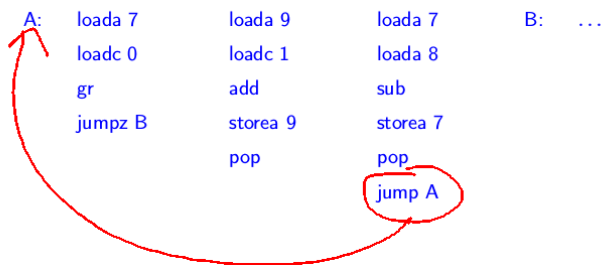 A: loada 7 loada 9 loada 7 B: ...
loadc 0 loadc 1 loada 8
gr add sub
jumpz B storea 9 storea 7
pop pop
jump A